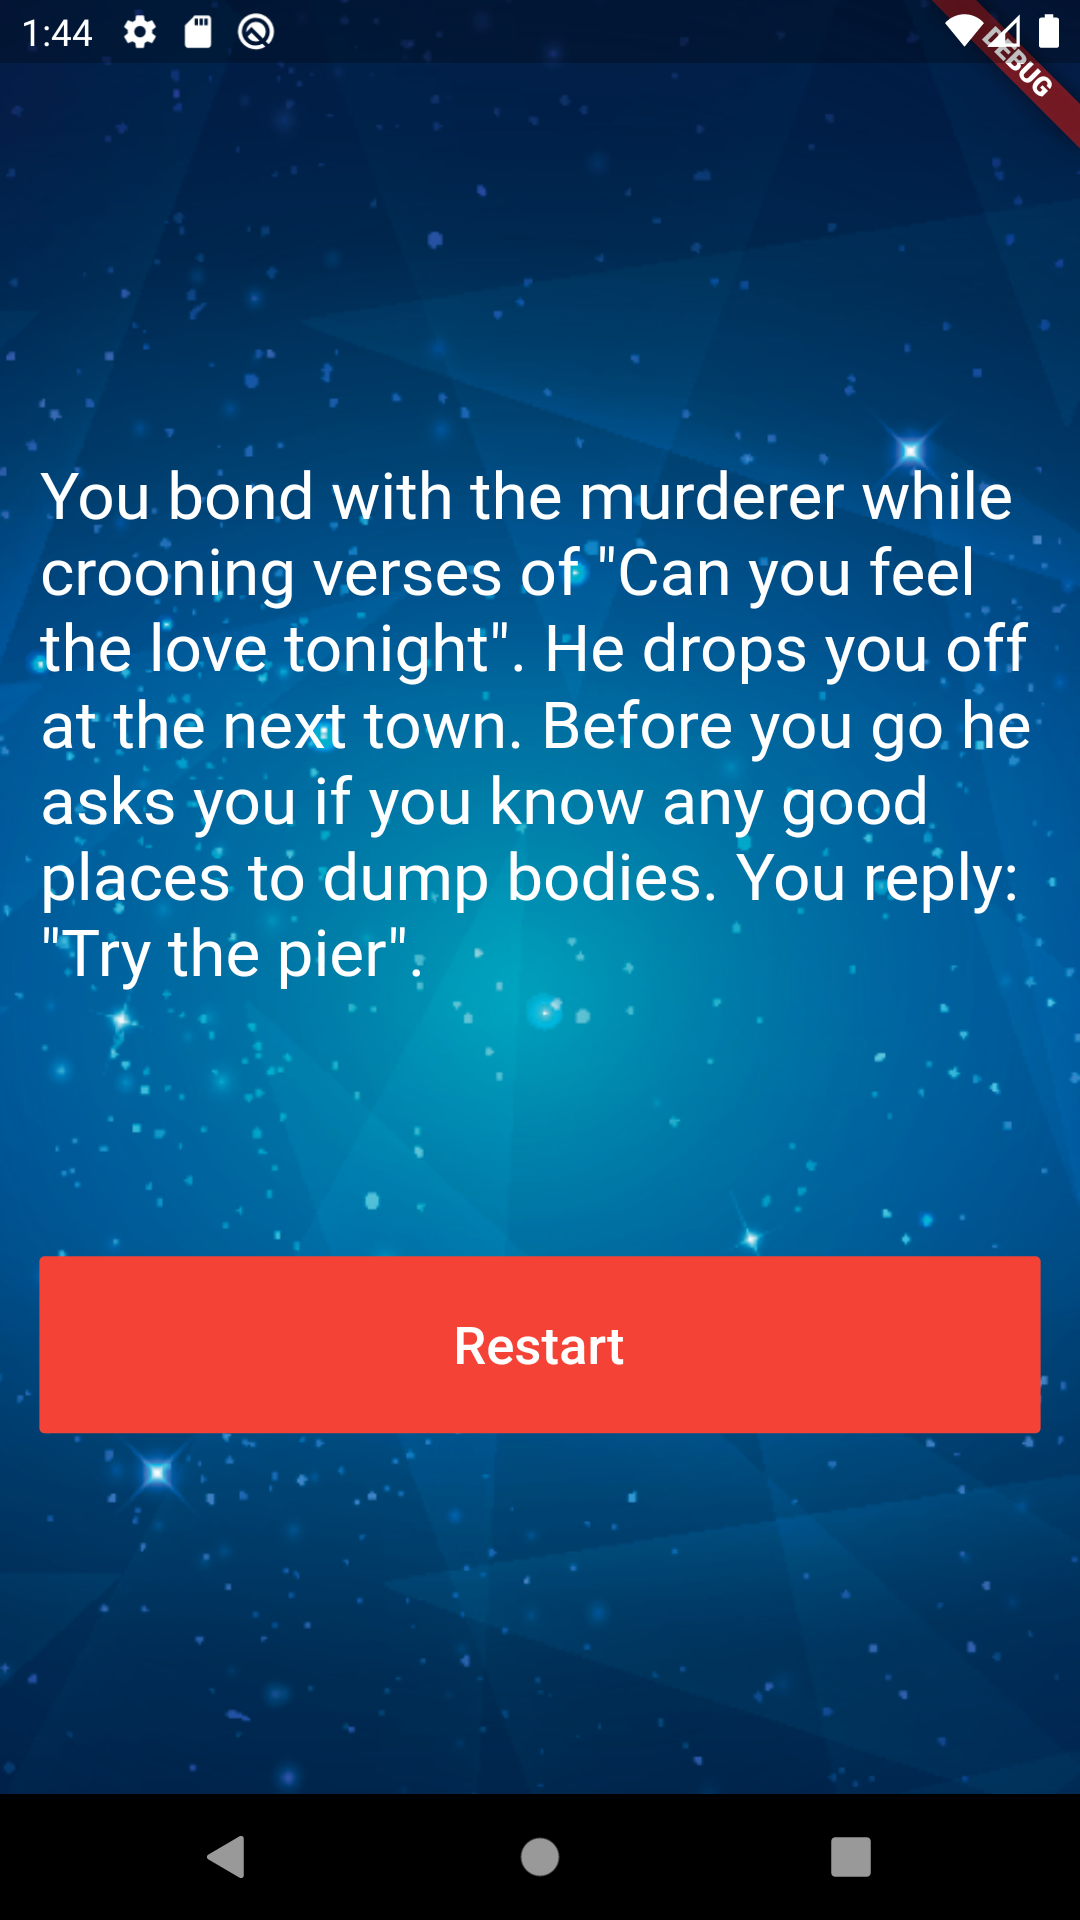 1:44
DEBUG
You bond with the murderer while
crooning verses of "Can you feel
the love tonight". He drops you off
at the next town. Before you go he
asks you if you know any good
places to dump bodies. You reply:
"Try the pier".
Restart